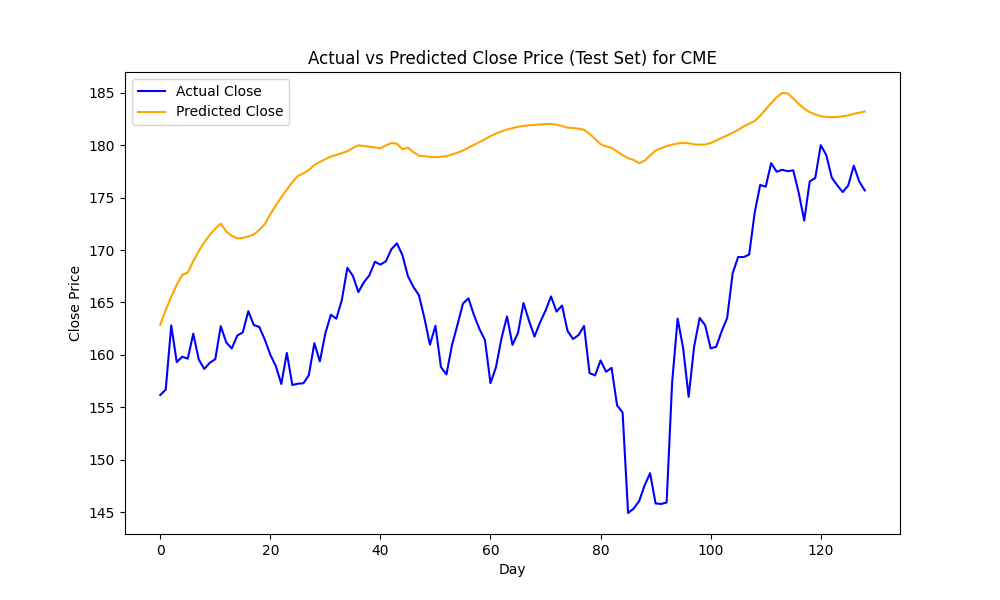 Actual vs Predicted Close Price (Test Set) for CME
Actual Close
Predicted Close
185
180
175
170
165
160
155
150
145
Close Price
0 20 40 60 80 100 120
Day